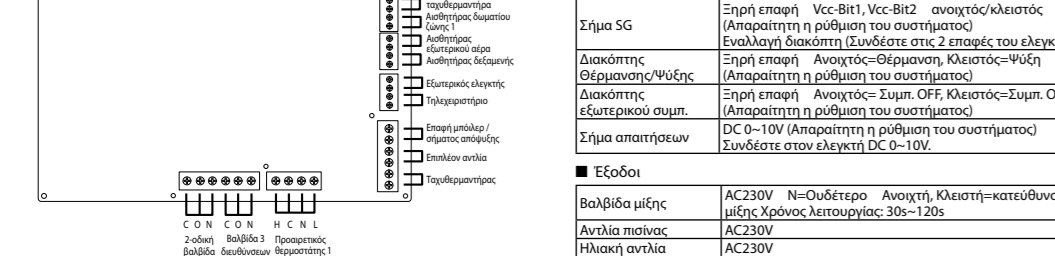 ταχυθερμαντήρα
Αισθητήρας δωματίου
ζώνης 1
Αισθητήρας
εξωτερικού αέρα
Αισθητήρας δεξαμενής
Εξωτερικός ελεγκτής
Τηλεχειριστήριο
Επαφή μπόιλερ /
σήματος απόψυξης
Επιπλέον αντλία
Ταχυθερμαντήρας
C O N C O N H C N L
2-οδική
βαλβίδα
Βαλβίδα 3
διευθύνσεων
Προαιρετικός
θερμοστάτης 1
Σήμα SG
Ξηρή επαφή Vcc-Bit1, Vcc-Bit2 ανοιχτός/κλειστός
(Απαραίτητη η ρύθμιση του συστήματος)
Εναλλαγή διακόπτη (Συνδέστε στις 2 επαφές του ελεγκ
Διακόπτης
Θέρμανσης/Ψύξης
Ξηρή επαφή Ανοιχτός=Θέρμανση, Κλειστός=Ψύξη
(Απαραίτητη η ρύθμιση του συστήματος)
Διακόπτης
εξωτερικού συμπ.
Ξηρή επαφή Ανοιχτός= Συμπ. OFF, Κλειστός=Συμπ. O
(Απαραίτητη η ρύθμιση του συστήματος)
Σήμα απαιτήσεων
DC 0~10V (Απαραίτητη η ρύθμιση του συστήματος)
Συνδέστε στον ελεγκτή DC 0~10V.
■ Έξοδοι
Βαλβίδα μίξης
AC230V N=Ουδέτερο Ανοιχτή, Κλειστή=κατεύθυνσ
μίξης Χρόνος λειτουργίας: 30s~120s
Αντλία πισίνας
AC230V
Ηλιακή αντλία
AC230V